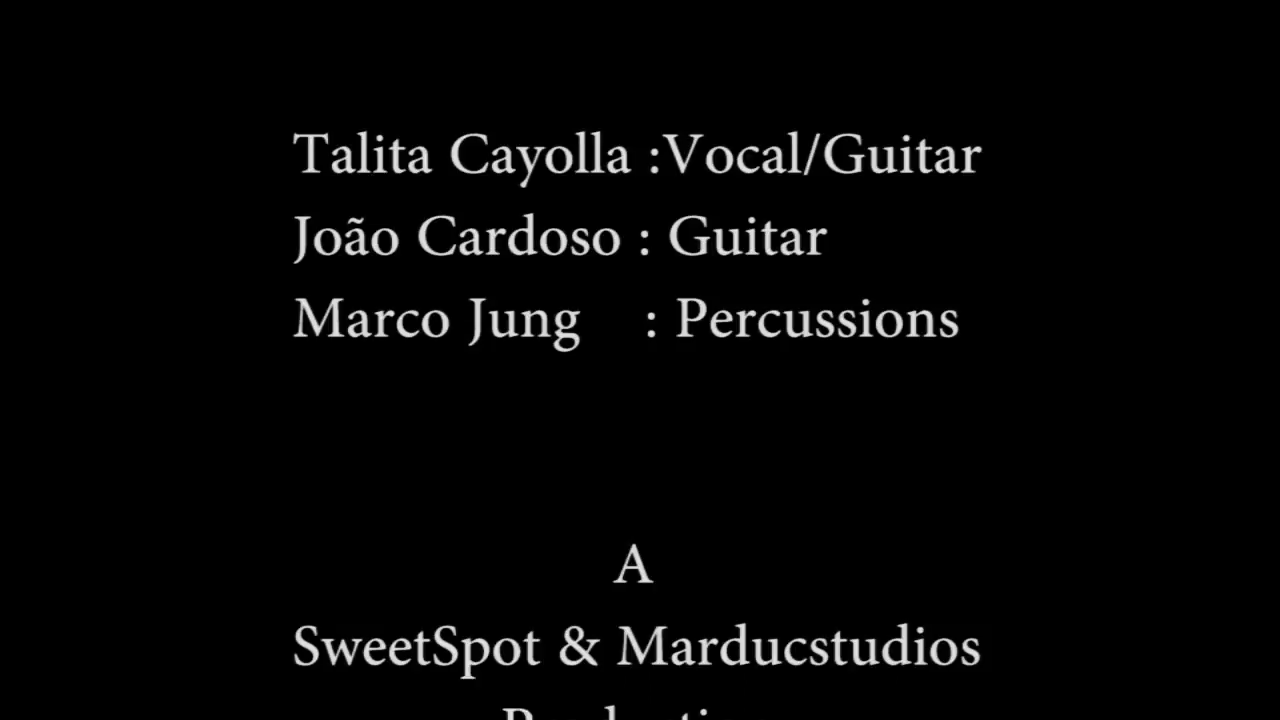 Talita Cayolla :Vocal/Guitar
João Cardoso : Guitar
Marco Jung : Percussions
A
SweetSpot & Marducstudios